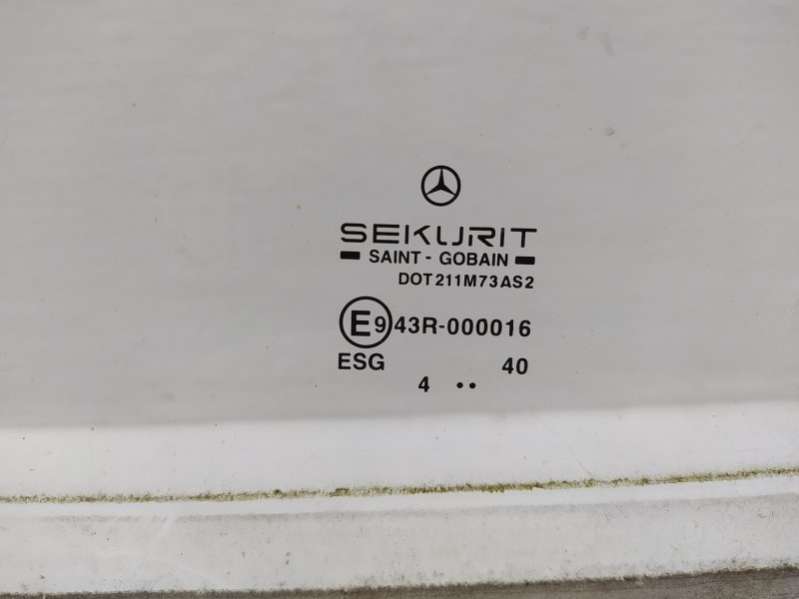 SEKURIT
SAINT - GOBAIN
DOT211M73AS2
E9 43R-000016
ESG 40
4 ••